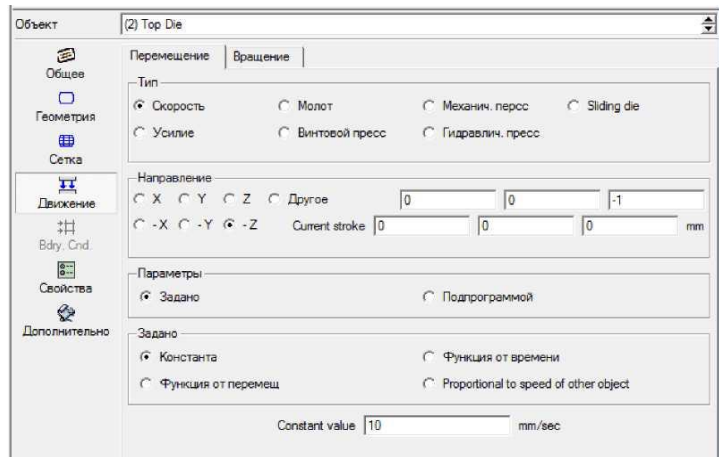 Объект (2) Top Die
Перемещение Вращение
Общее
Геометрия
Сетка
Движение
Bdry. Cnd.
Свойства
Дополнительно
Тип
Скорость Молот Механич. персс Sliding die
Усилие Винтовой пресс Гидравлич. пресс
Направление
X Y Z Другое 0 0 -1
-X -Y -Z Current stroke 0 0 0 mm
Параметры
Задано Подпрограммой
Задано
Константа Функция от времени
Функция от перемещ Proportional to speed of other object
Constant value 10 mm/sec